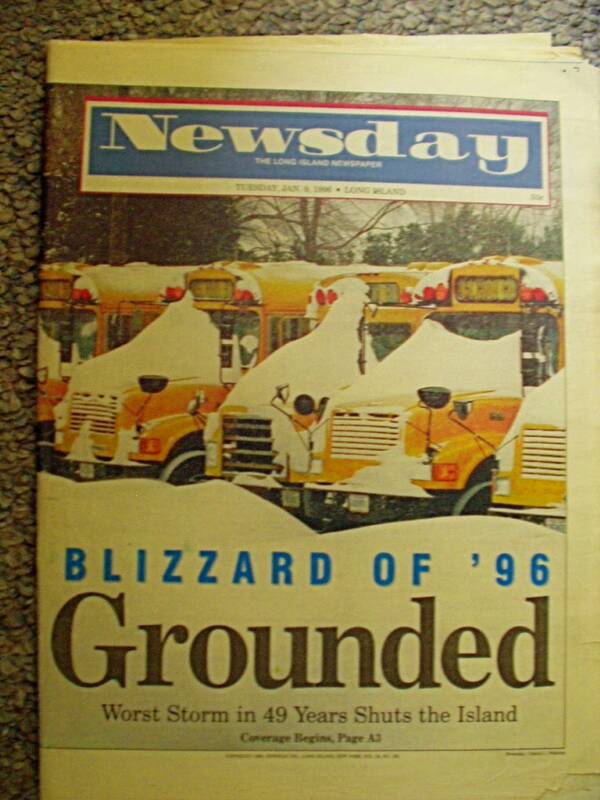 Newsday
THE LONG ISLAND NEWSPAPER
TUESDAY, JAN. 9, 1996 • LONG ISLAND
50¢
BLIZZARD OF '96
Grounded
Worst Storm in 49 Years Shuts the Island
Coverage Begins, Page A3